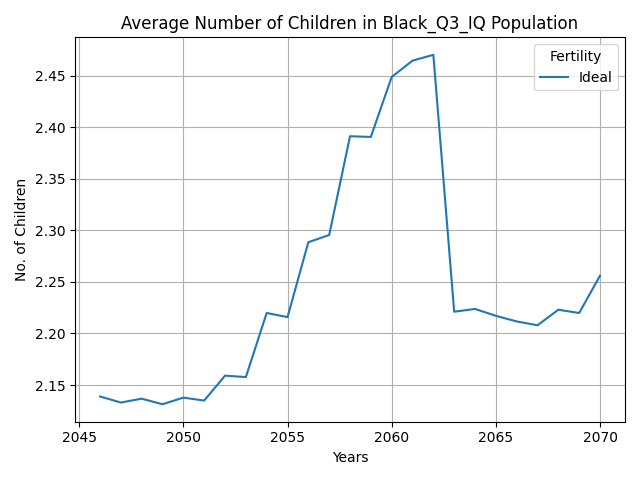 Average Number of Children in Black_Q3_IQ Population
Fertility
Ideal
No. of Children
2.45
2.40
2.35
2.30
2.25
2.20
2.15
2045 2050 2055 2060 2065 2070
Years